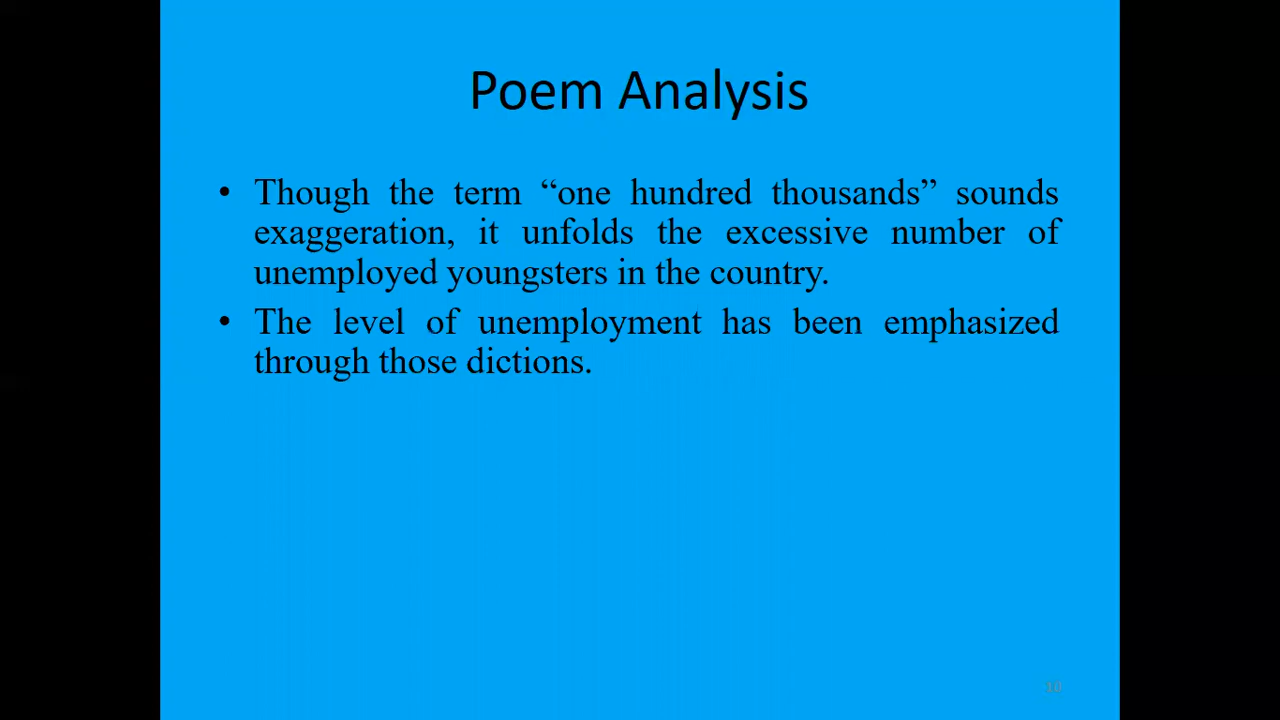 Poem Analysis
• Though the term “one hundred thousands” sounds
exaggeration, it unfolds the excessive number of
unemployed youngsters in the country.
• The level of unemployment has been emphasized
through those dictions.